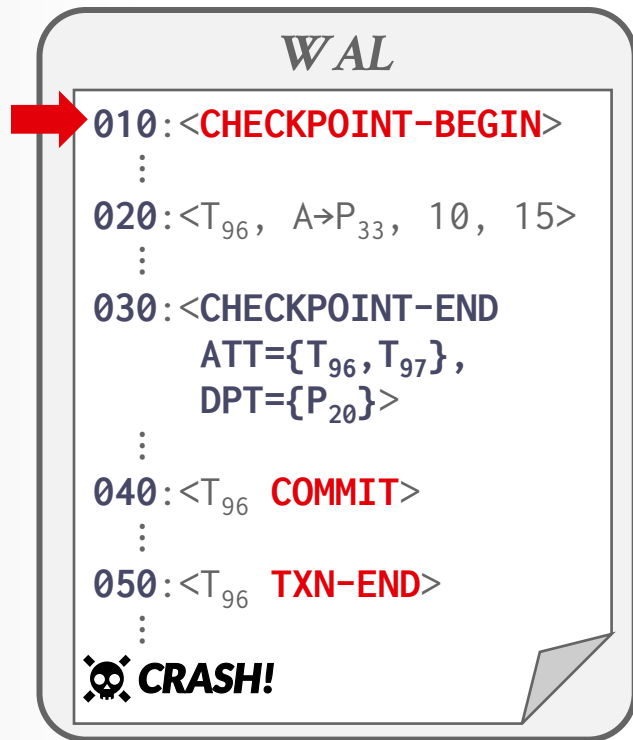 WAL
010:<CHECKPOINT-BEGIN>
⋮
020:<T₉₆, A→P₃₃, 10, 15>
⋮
030:<CHECKPOINT-END
ATT={T₉₆,T₉₇},
DPT={P₂₀}>
⋮
040:<T₉₆ COMMIT>
⋮
050:<T₉₆ TXN-END>
⋮
CRASH!